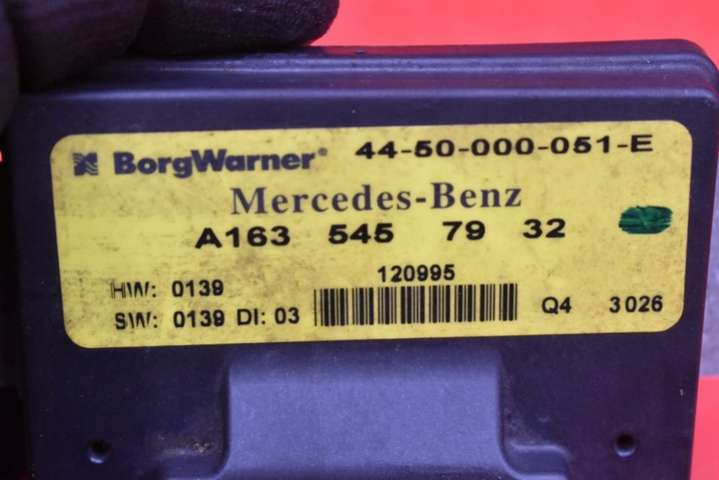 BorgWarner® 44-50-000-051-E
Mercedes-Benz
A163 545 79 32
120995
HW: 0139
SW: 0139 DI: 03
Q4 3026